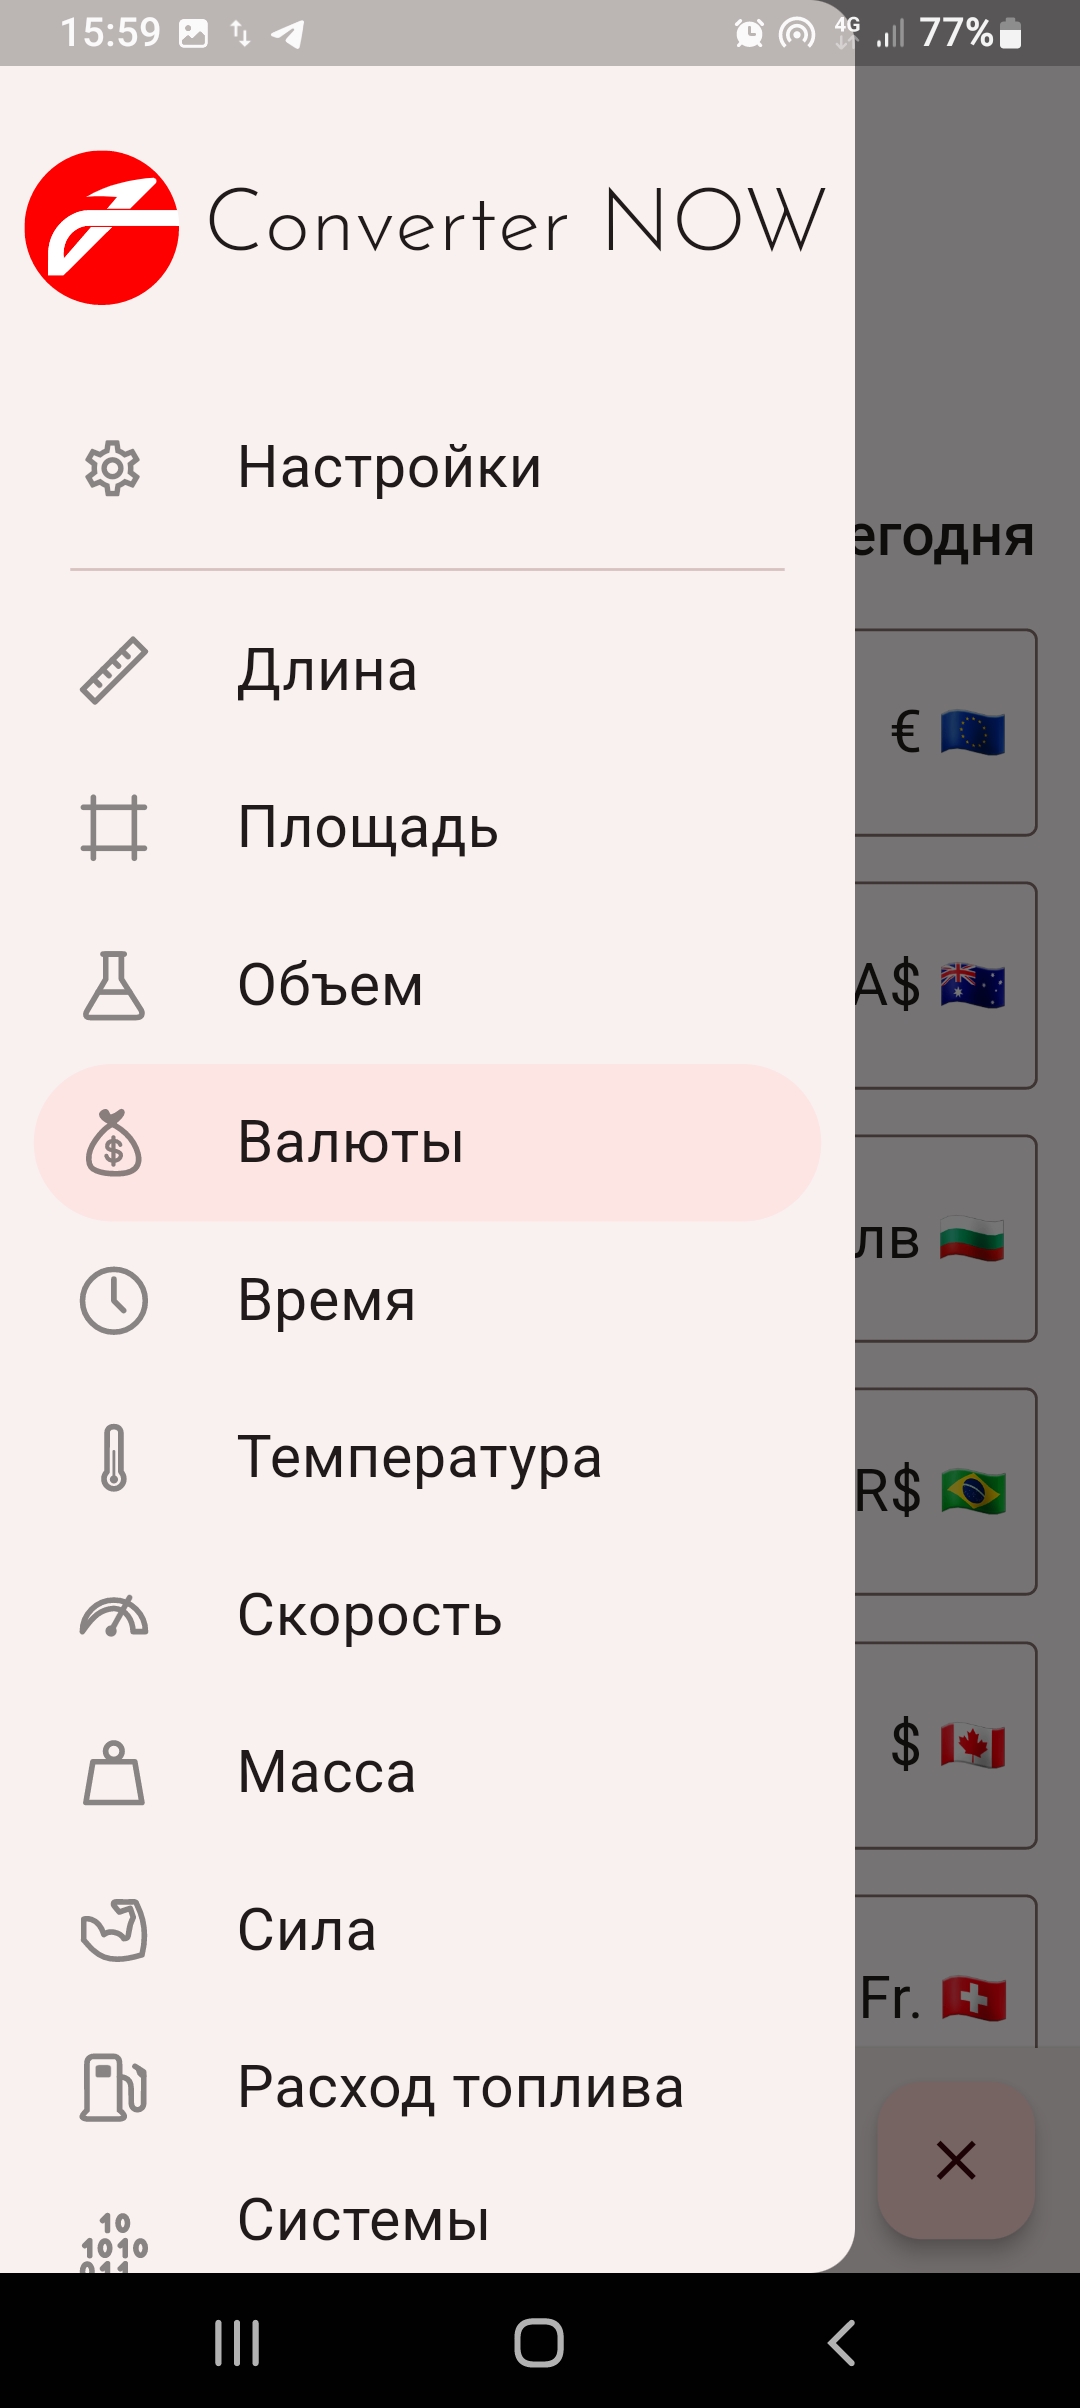 15:59 4G 77%
Converter NOW
Настройки
егодня
Длина
€
Площадь
Объем
A$
Валюты
лв
Время
Температура
R$
Скорость
Масса
$
Сила
Fr.
Расход топлива
Системы
10
1010
011